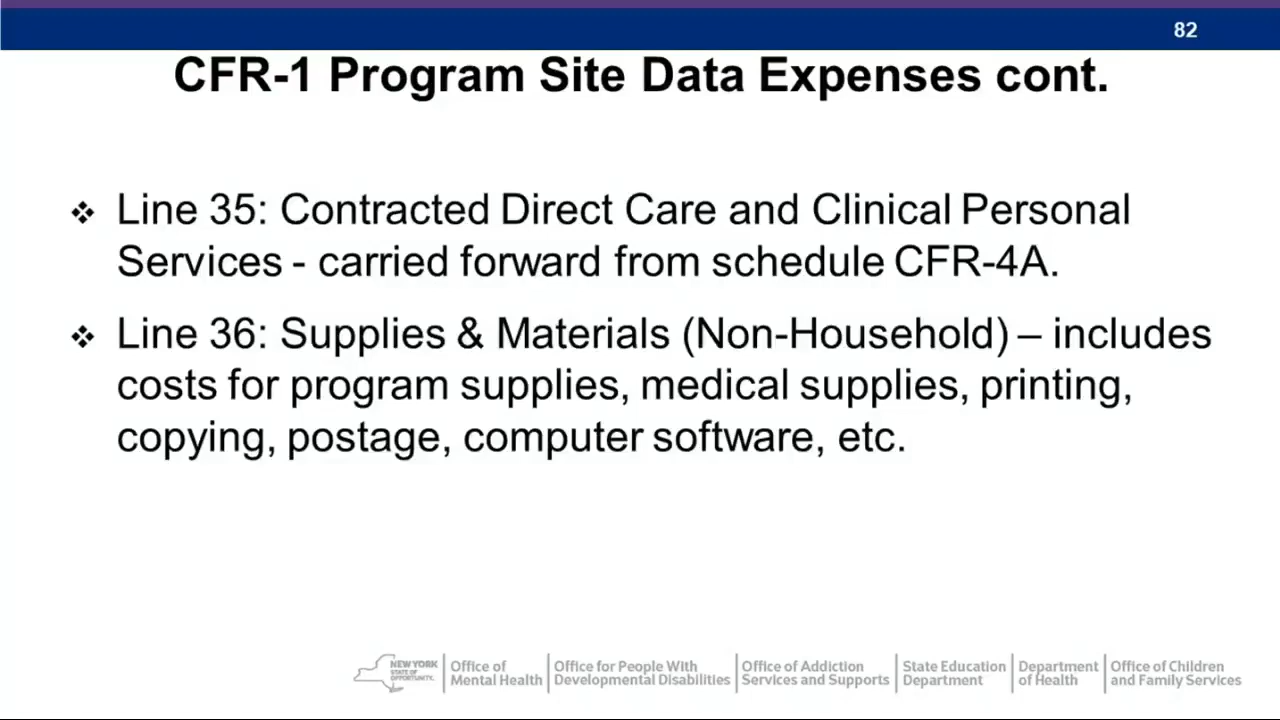 82
CFR-1 Program Site Data Expenses cont.
❖ Line 35: Contracted Direct Care and Clinical Personal
Services - carried forward from schedule CFR-4A.
❖ Line 36: Supplies & Materials (Non-Household) – includes
costs for program supplies, medical supplies, printing,
copying, postage, computer software, etc.
NEW YORK
STATE OF
OPPORTUNITY.
Office of
Mental Health
Office for People With
Developmental Disabilities
Office of Addiction
Services and Supports
State Education
Department
Department
of Health
Office of Children
and Family Services